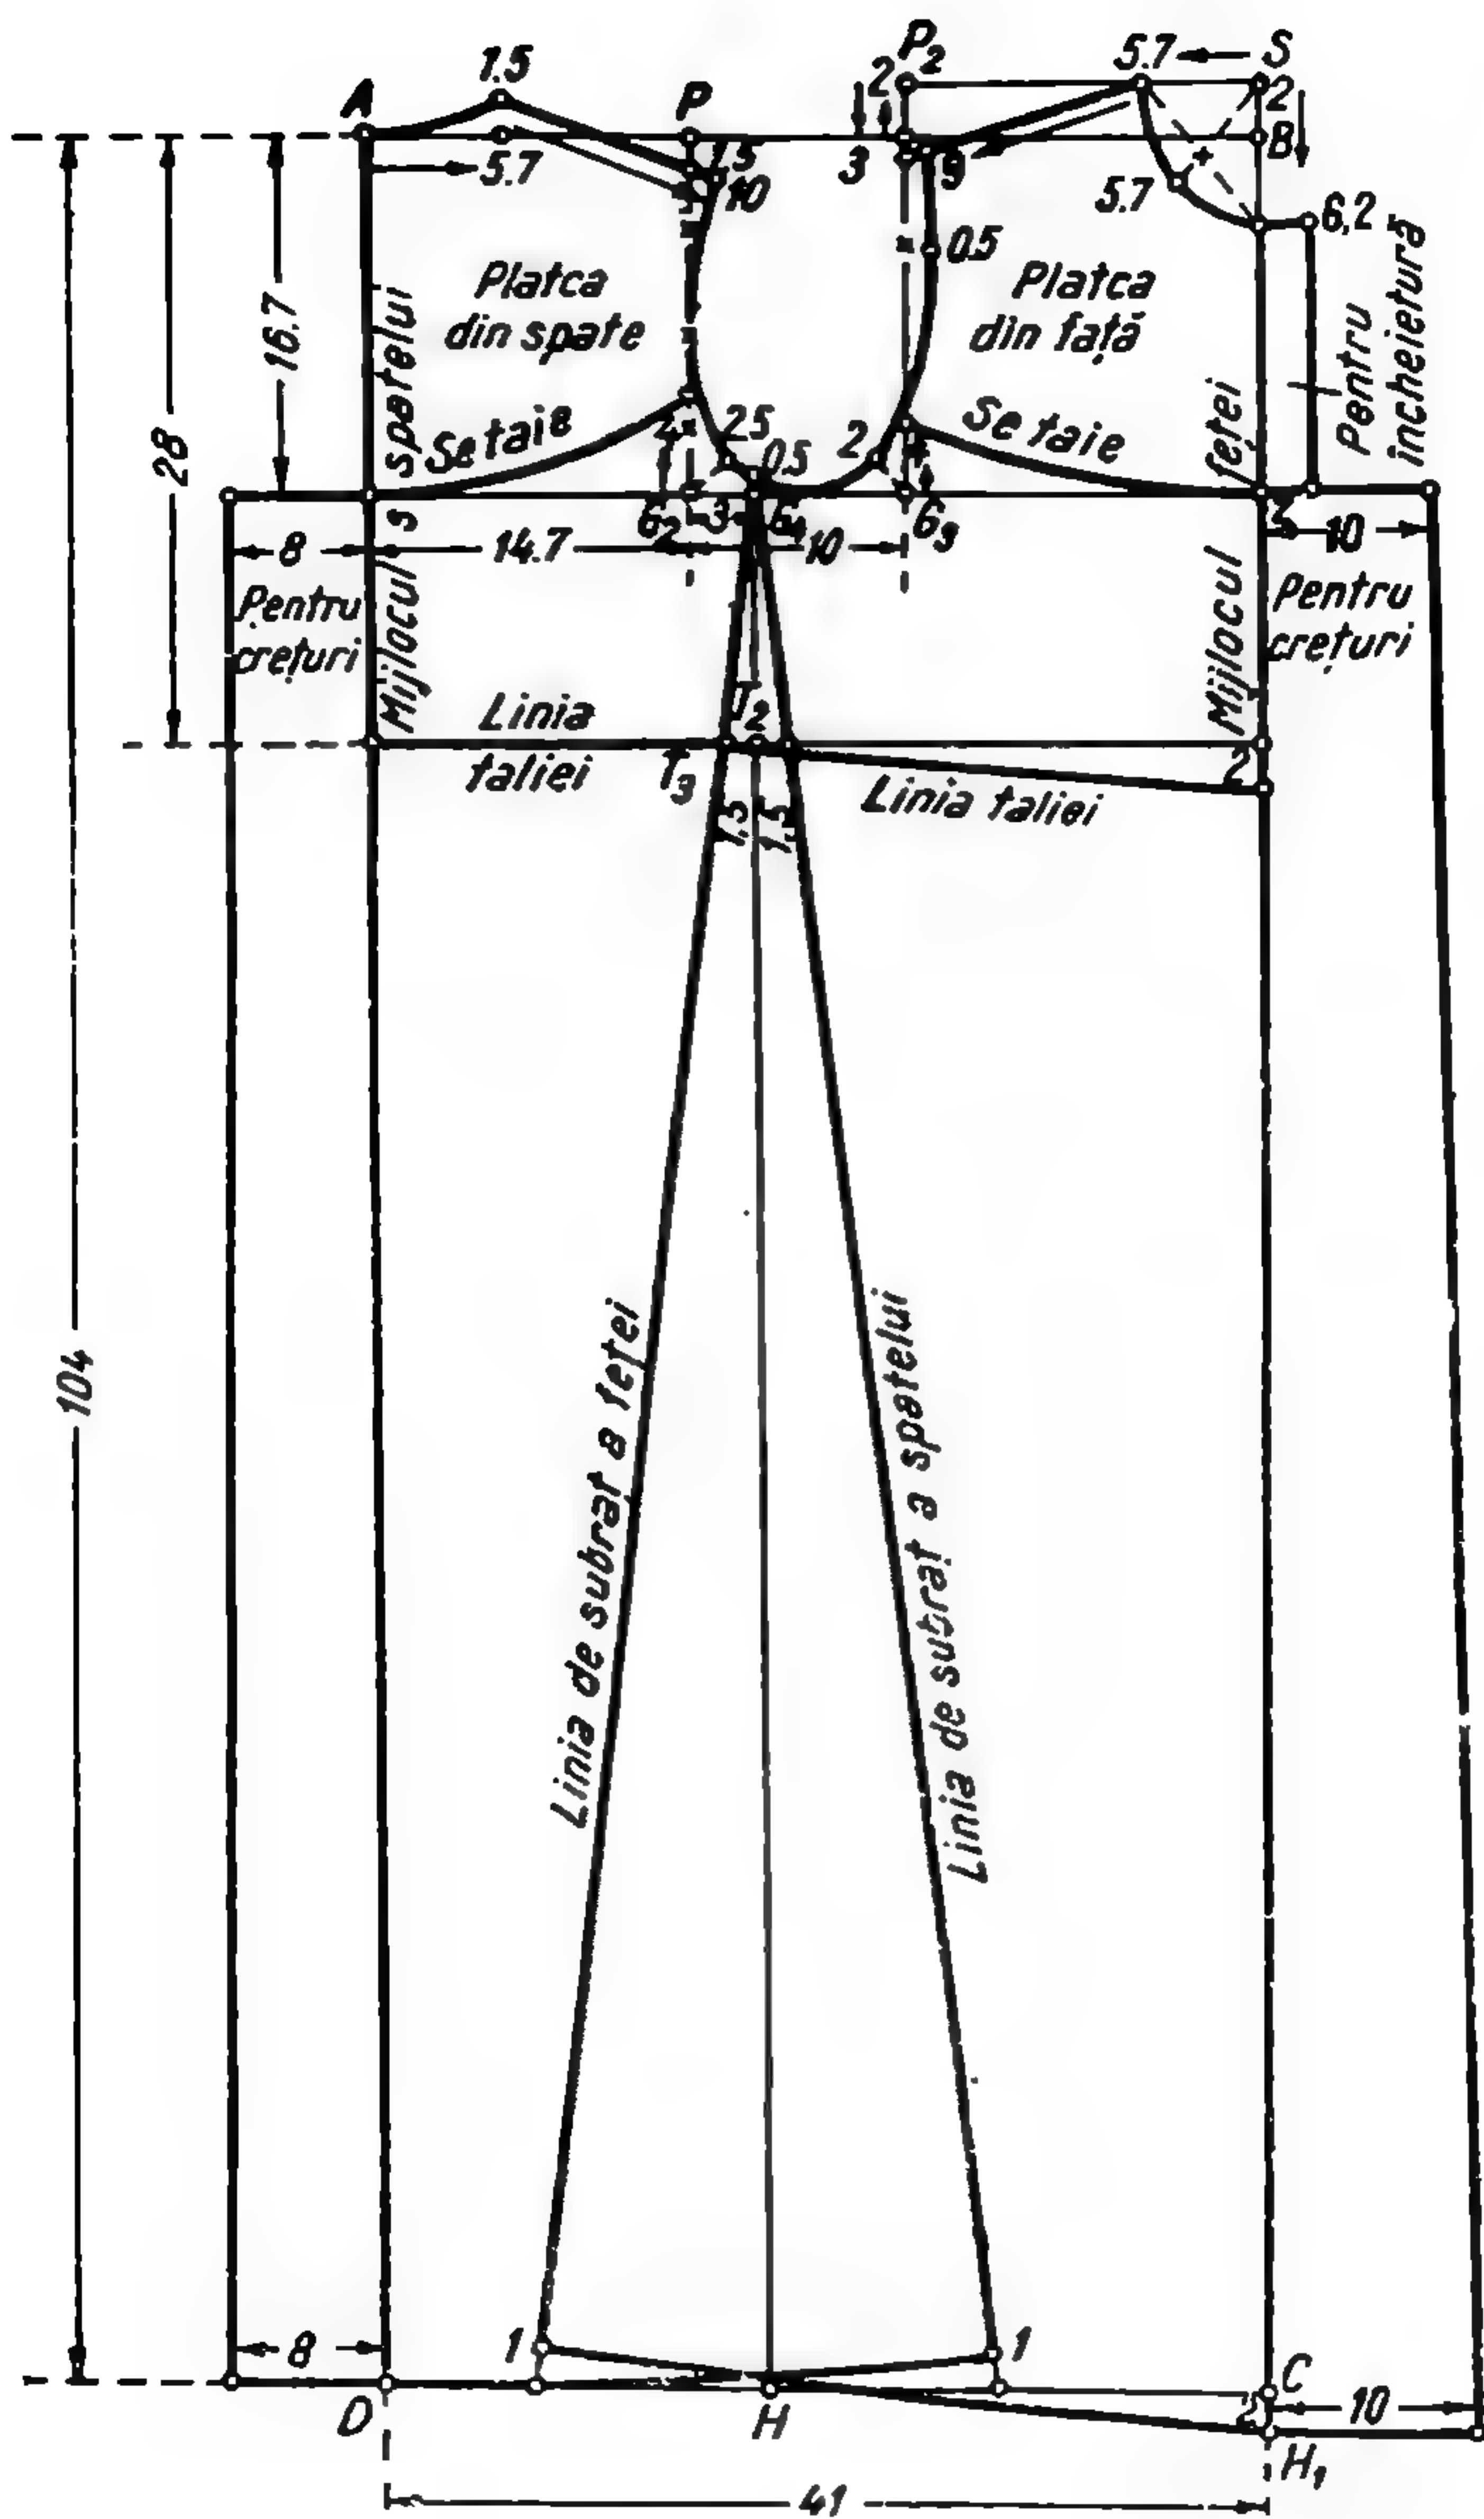 1.5
5.7
S
P2
A
P
2
2
B
3
9
5.7
1.5
10
5.7
6,2
0.5
Platca
din spate
Platca
din față
16.7
28
Pentru
încheietură
Se taie
Se taie
2.5
0.5
2
G2
3
G4
G3
8
14.7
10
10
Mijlocul spatelui
Mijlocul feței
Pentru
crețuri
Pentru
crețuri
Linia
taliei
T2
T3
2
Linia taliei
1.5
1.5
104
Linia de subraț a feței
Linia de subraț a spatelui
8
1
1
D
H
C
2
10
H1
41